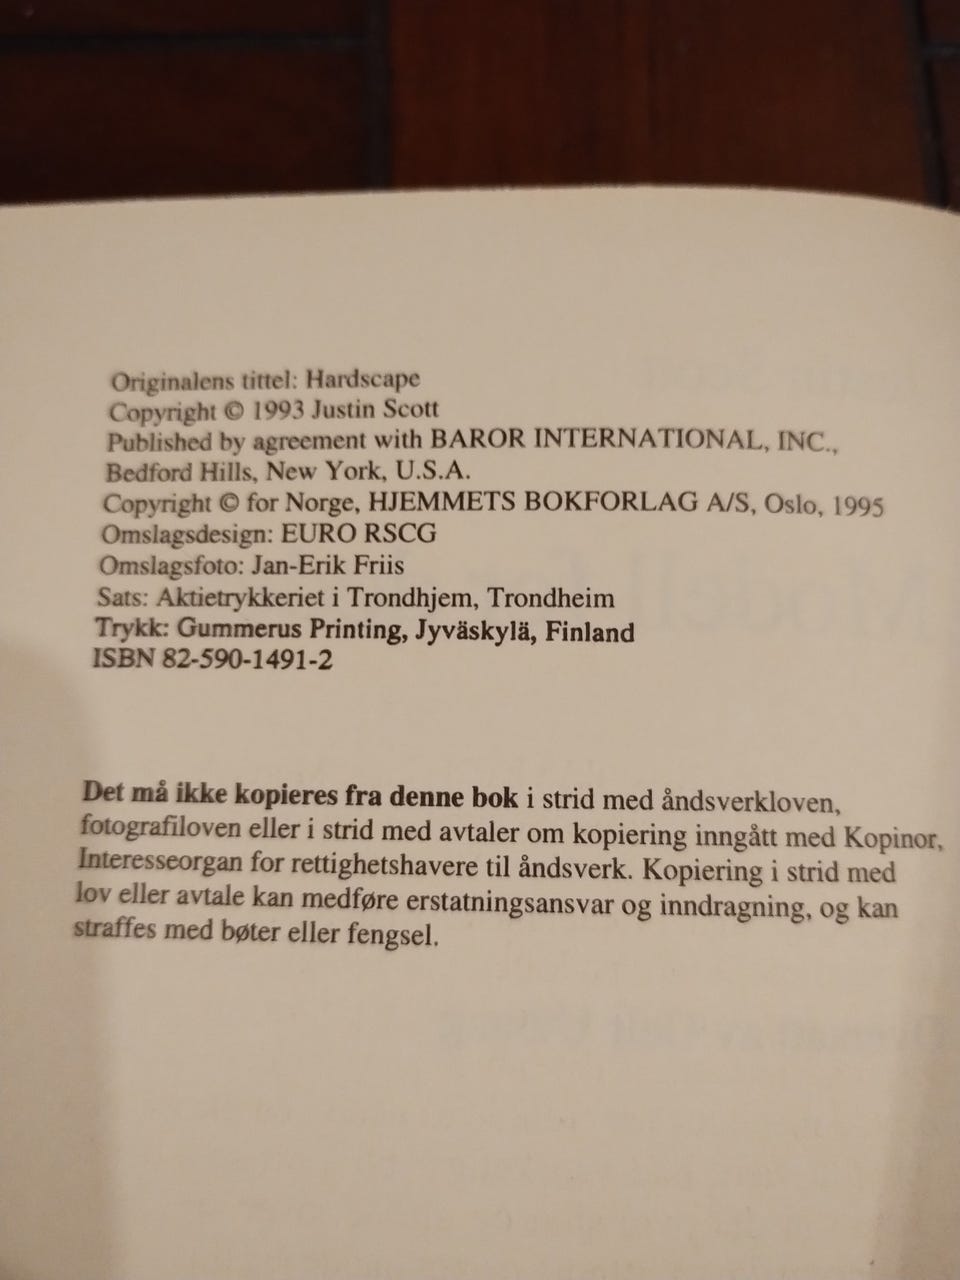 Originalens tittel: Hardscape
Copyright © 1993 Justin Scott
Published by agreement with BAROR INTERNATIONAL, INC.,
Bedford Hills, New York, U.S.A.
Copyright © for Norge, HJEMMETS BOKFORLAG A/S, Oslo, 1995
Omslagsdesign: EURO RSCG
Omslagsfoto: Jan-Erik Friis
Sats: Aktietrykkeriet i Trondhjem, Trondheim
Trykk: Gummerus Printing, Jyväskylä, Finland
ISBN 82-590-1491-2
Det må ikke kopieres fra denne bok i strid med åndsverkloven,
fotografiloven eller i strid med avtaler om kopiering inngått med Kopinor,
Interesseorgan for rettighetshavere til åndsverk. Kopiering i strid med
lov eller avtale kan medføre erstatningsansvar og inndragning, og kan
straffes med bøter eller fengsel.